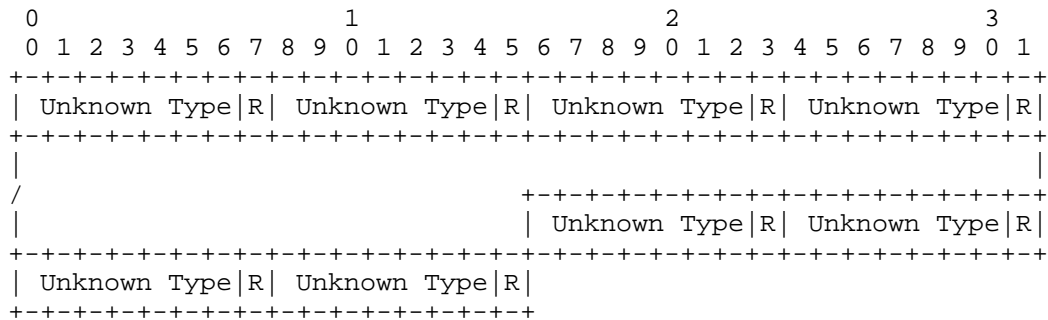 0                   1                   2                   3
 0 1 2 3 4 5 6 7 8 9 0 1 2 3 4 5 6 7 8 9 0 1 2 3 4 5 6 7 8 9 0 1
+-+-+-+-+-+-+-+-+-+-+-+-+-+-+-+-+-+-+-+-+-+-+-+-+-+-+-+-+-+-+-+-+
| Unknown Type|R| Unknown Type|R| Unknown Type|R| Unknown Type|R|
+-+-+-+-+-+-+-+-+-+-+-+-+-+-+-+-+-+-+-+-+-+-+-+-+-+-+-+-+-+-+-+-+
|                                                               |
/                               +-+-+-+-+-+-+-+-+-+-+-+-+-+-+-+-+
|                               | Unknown Type|R| Unknown Type|R|
+-+-+-+-+-+-+-+-+-+-+-+-+-+-+-+-+-+-+-+-+-+-+-+-+-+-+-+-+-+-+-+-+
| Unknown Type|R| Unknown Type|R|
+-+-+-+-+-+-+-+-+-+-+-+-+-+-+-+-+